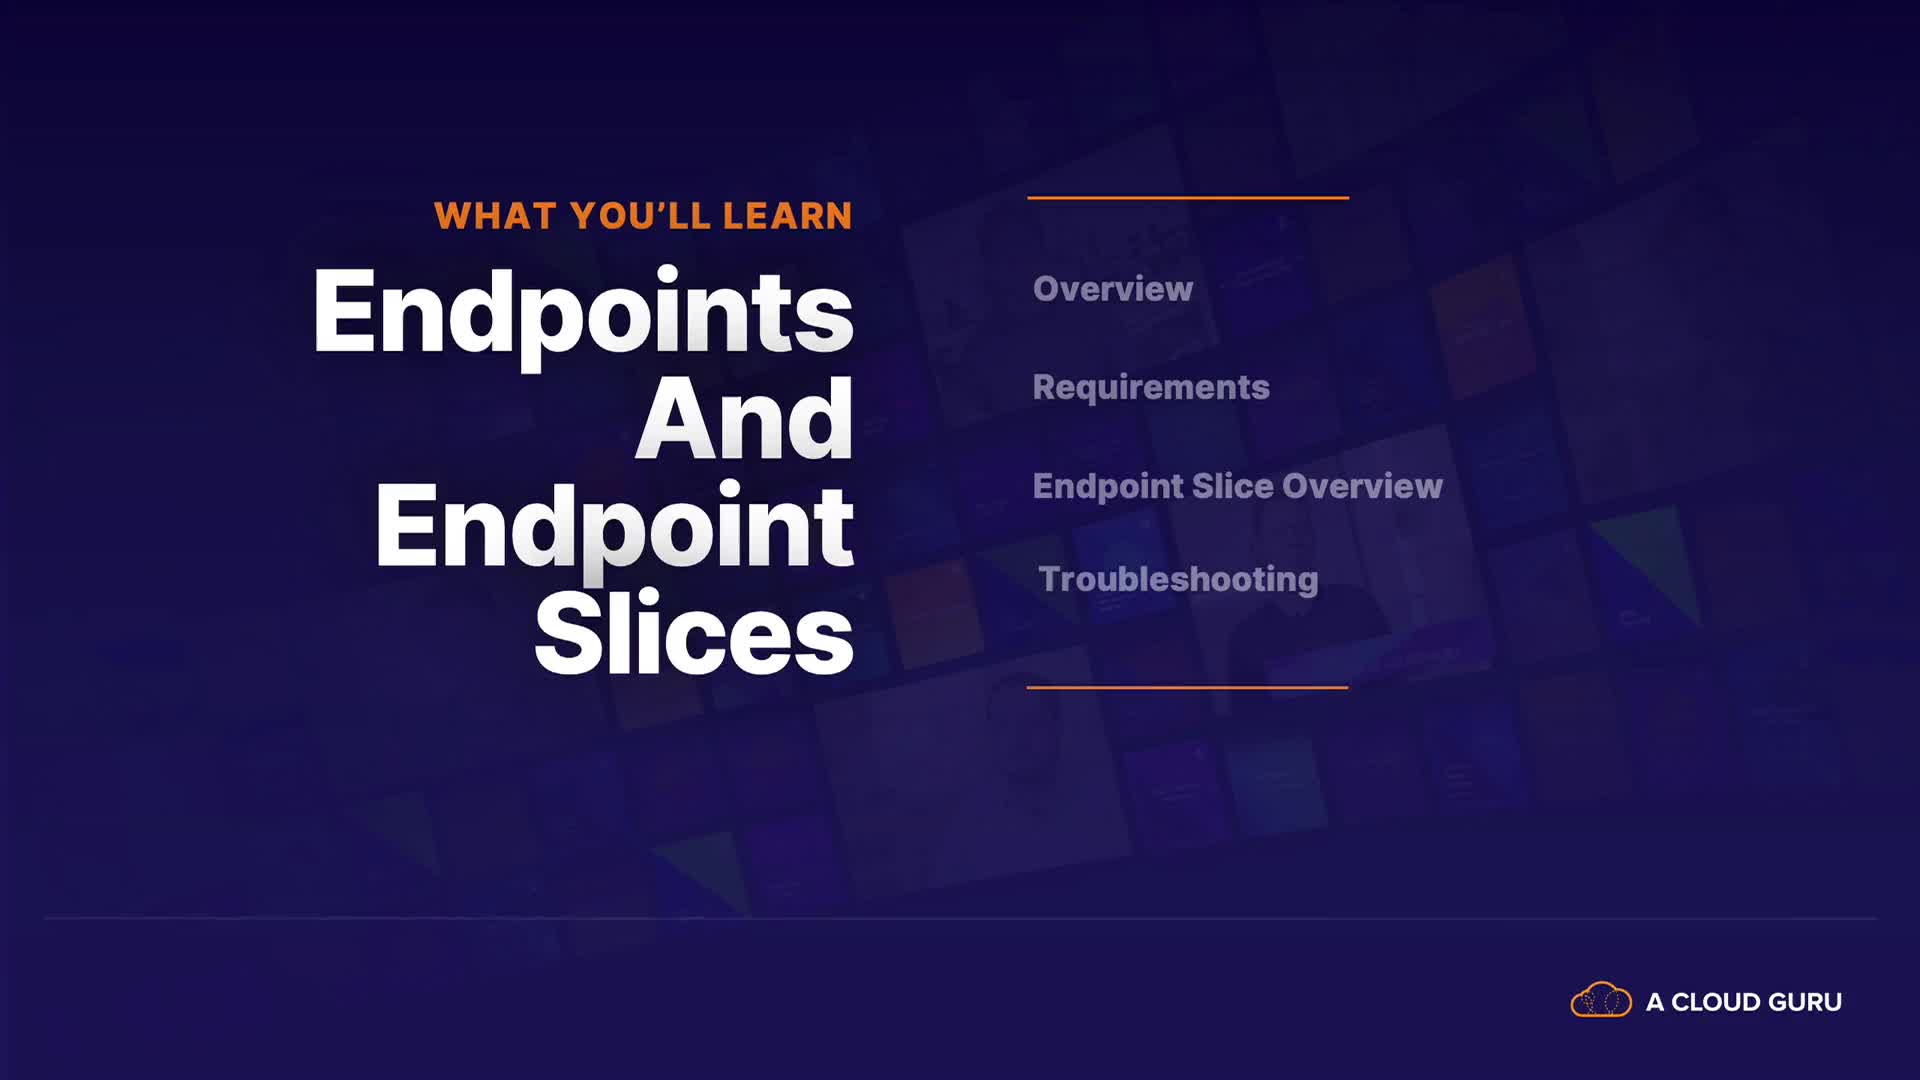 WHAT YOU'LL LEARN
Endpoints
And
Endpoint
Slices
Overview
Requirements
Endpoint Slice Overview
Troubleshooting
A CLOUD GURU